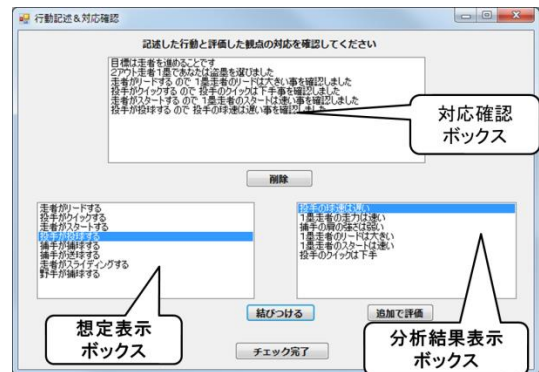 行動記述&対応確認
記述した行動と評価した観点の対応を確認してください
目標は走者を進めることです
2アウト走者1塁であなたは盗塁を選びました
走者がリードする ので 1塁走者のリードは大きい事を確認しました
投手がクイックする ので 投手のクイックは下手事を確認しました
走者がスタートする ので 1塁走者のスタートは速い事を確認しました
投手が投球する ので 投手の球速は遅い事を確認しました
対応確認
ボックス
削除
走者がリードする
投手がクイックする
走者がスタートする
投手が投球する
捕手が捕球する
捕手が送球する
走者がスライディングする
野手が捕球する
投手の球速は遅い
1塁走者の走力は速い
捕手の肩の強さは弱い
1塁走者のリードは大きい
1塁走者のスタートは速い
投手のクイックは下手
結びつける
追加で評価
想定表示
ボックス
チェック完了
分析結果表示
ボックス